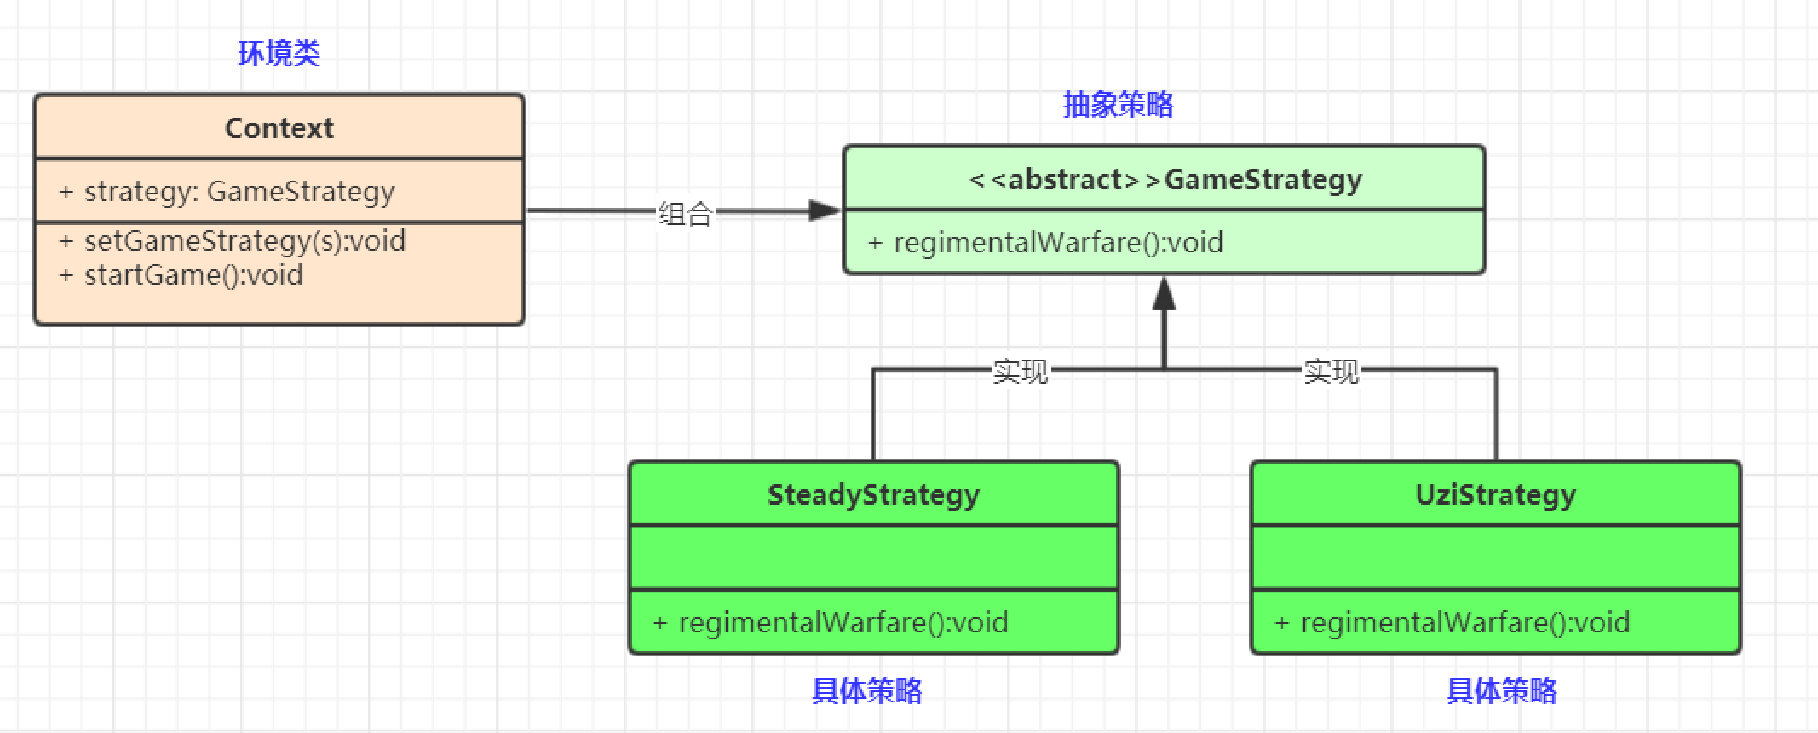 环境类
Context
+ strategy: GameStrategy
+ setGameStrategy(s):void
+ startGame():void
组合
抽象策略
<<abstract>>GameStrategy
+ regimentalWarfare():void
实现
实现
SteadyStrategy
+ regimentalWarfare():void
具体策略
UziStrategy
+ regimentalWarfare():void
具体策略